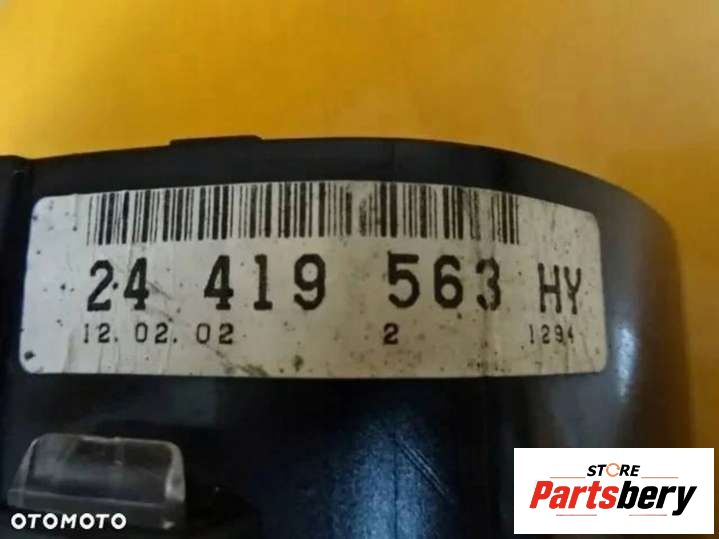 24 419 563 HY
12.02.02 2 1294
STORE
Partsbery
OTOMOTO